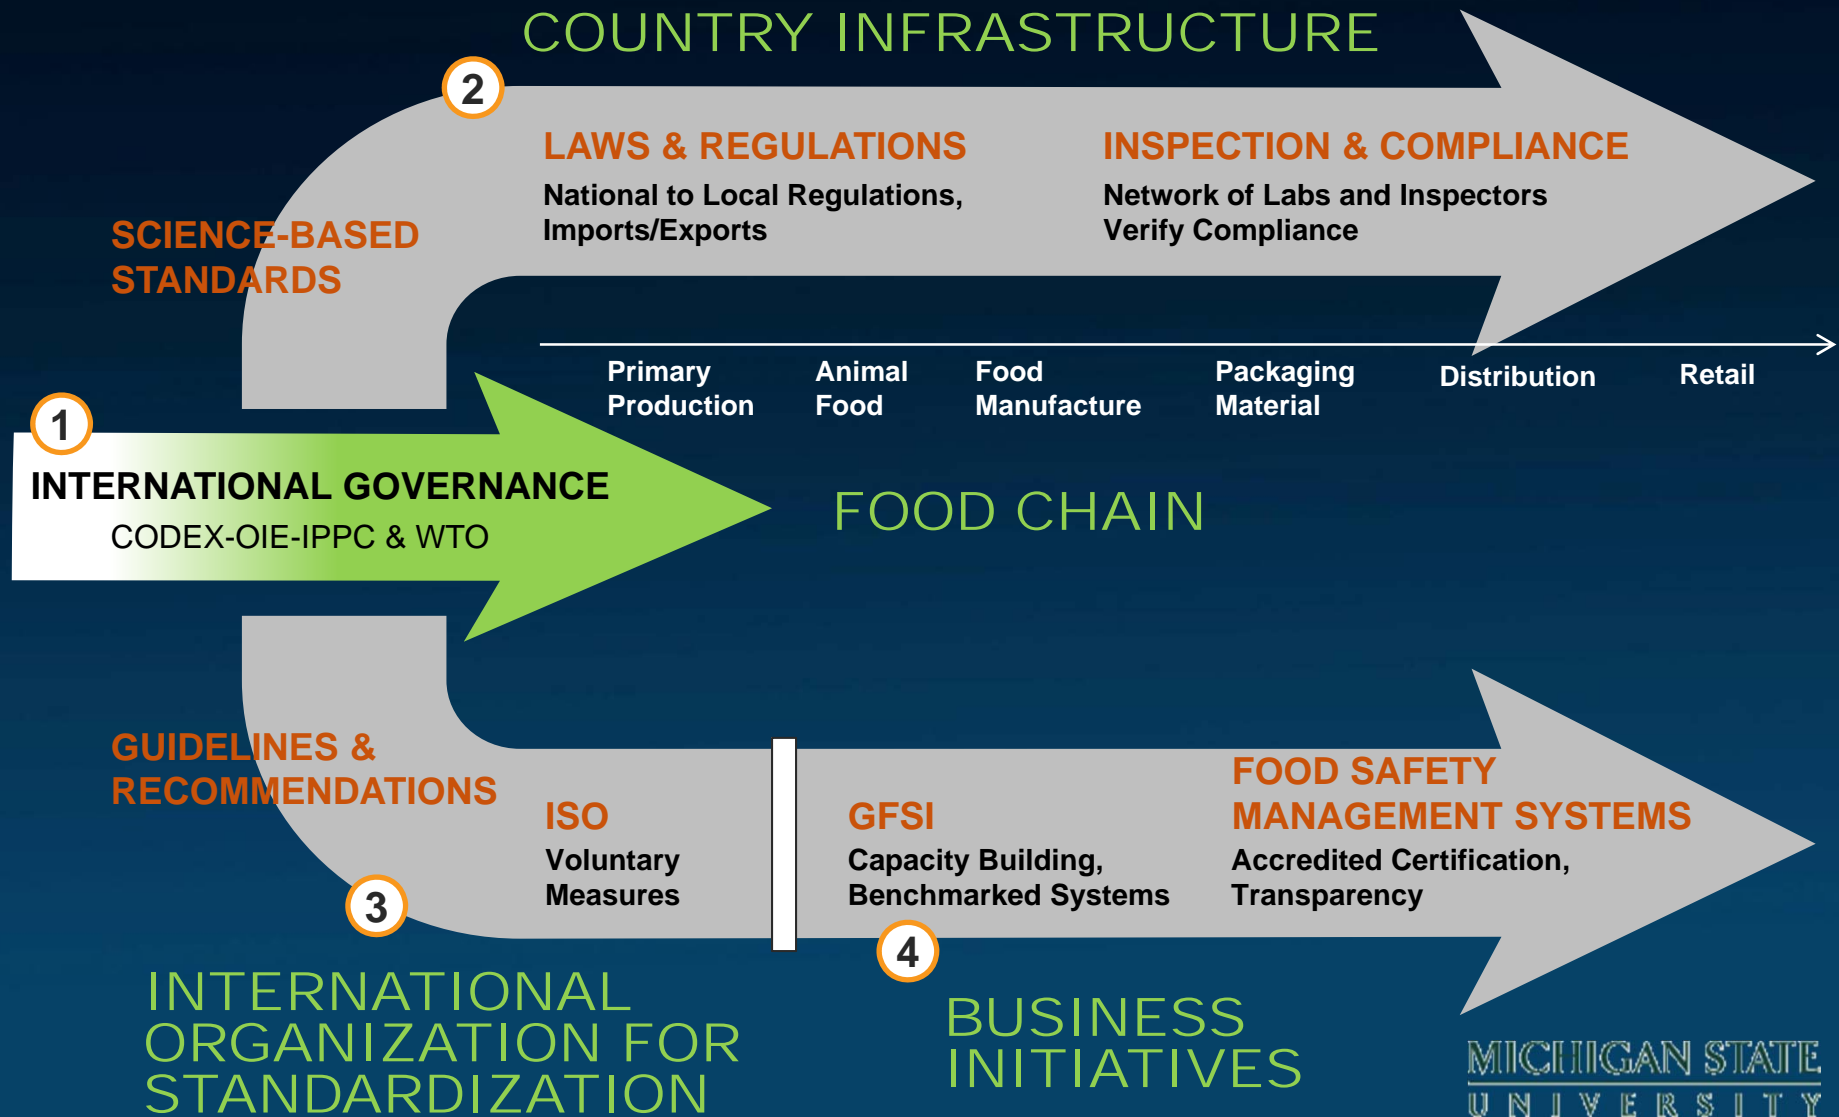 COUNTRY INFRASTRUCTURE
2
LAWS & REGULATIONS
National to Local Regulations,
Imports/Exports
INSPECTION & COMPLIANCE
Network of Labs and Inspectors
Verify Compliance
SCIENCE-BASED
STANDARDS
Primary
Production
Animal
Food
Food
Manufacture
Packaging
Material
Distribution
Retail
1
INTERNATIONAL GOVERNANCE
CODEX-OIE-IPPC & WTO
FOOD CHAIN
GUIDELINES &
RECOMMENDATIONS
ISO
Voluntary
Measures
GFSI
Capacity Building,
Benchmarked Systems
FOOD SAFETY
MANAGEMENT SYSTEMS
Accredited Certification,
Transparency
3
4
INTERNATIONAL
ORGANIZATION FOR
STANDARDIZATION
BUSINESS
INITIATIVES
MICHIGAN STATE
UNIVERSITY